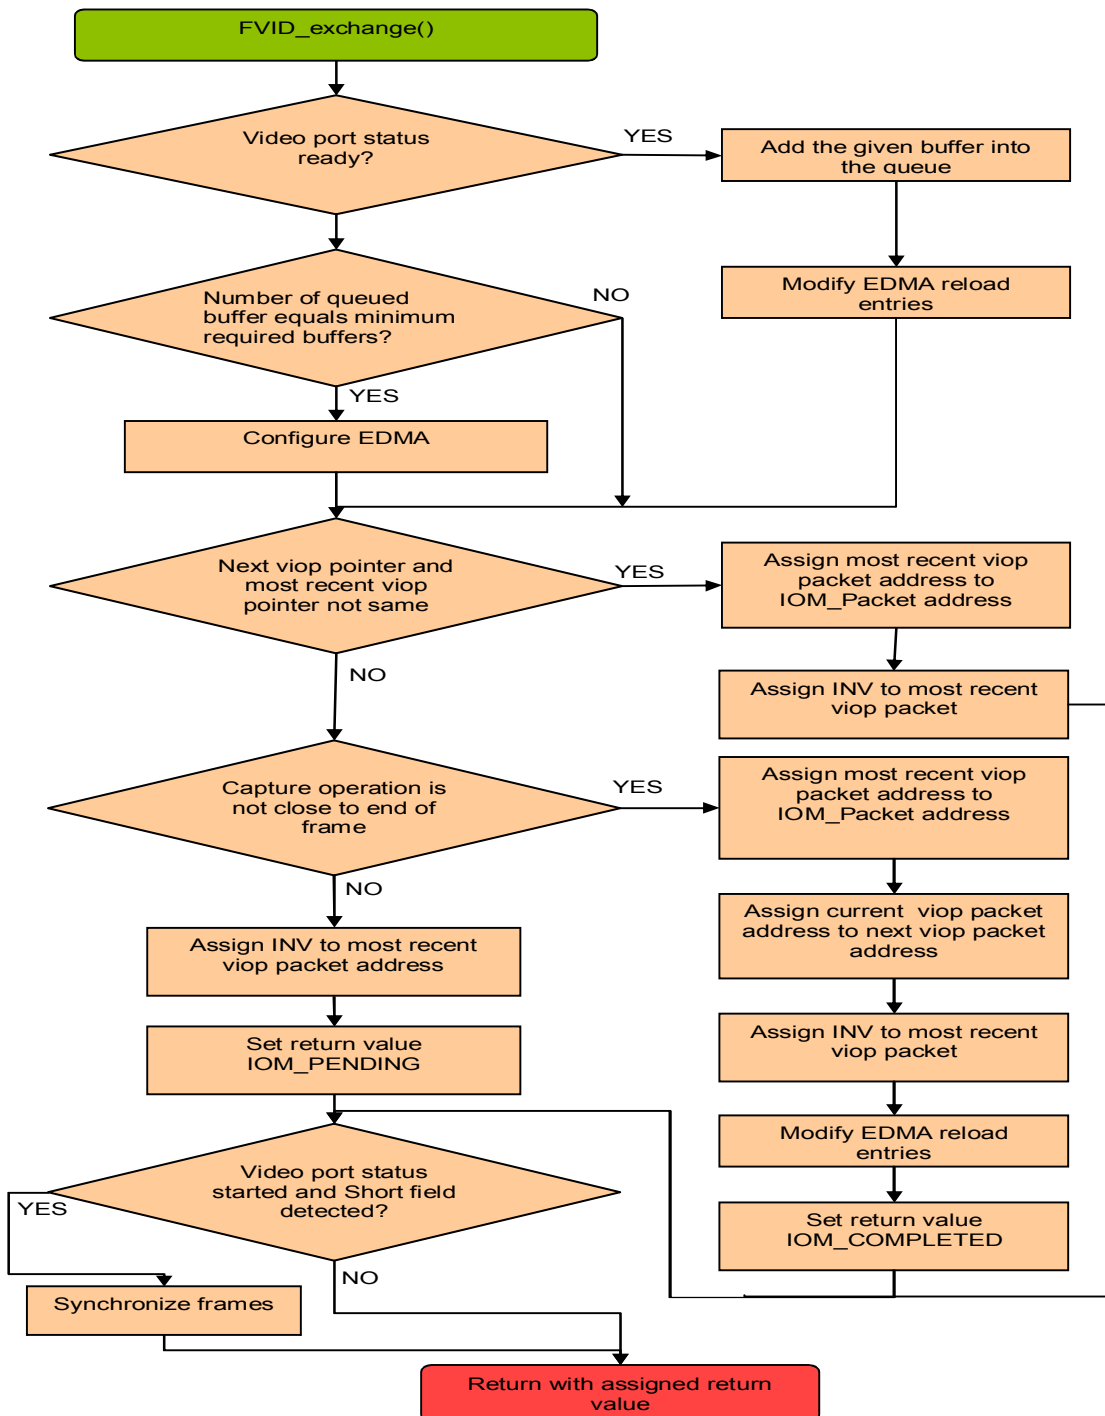 FVID_exchange()
Video port status
ready?
YES
Add the given buffer into
the queue
Number of queued
buffer equals minimum
required buffers?
NO
Modify EDMA reload
entries
YES
Configure EDMA
Next viop pointer and
most recent viop
pointer not same
YES
Assign most recent viop
packet address to
IOM_Packet address
NO
Assign INV to most recent
viop packet
Capture operation is
not close to end of
frame
YES
Assign most recent viop
packet address to
IOM_Packet address
NO
Assign current viop packet
address to next viop packet
address
Assign INV to most recent
viop packet address
Assign INV to most recent
viop packet
Set return value
IOM_PENDING
Modify EDMA reload
entries
Video port status
started and Short field
detected?
YES
Set return value
IOM_COMPLETED
NO
Synchronize frames
Return with assigned return
value